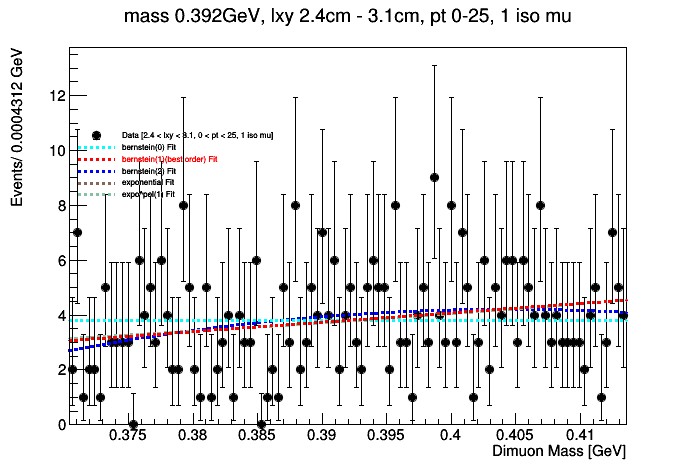 mass 0.392GeV, lxy 2.4cm - 3.1cm, pt 0-25, 1 iso mu
Events/ 0.0004312 GeV
12
10
8
6
4
2
0
Data [2.4 < lxy < 3.1, 0 < pt < 25, 1 iso mu]
bernstein(0) Fit
bernstein(1)(best order) Fit
bernstein(2) Fit
exponential Fit
expo*pol(1) Fit
0.375 0.38 0.385 0.39 0.395 0.4 0.405 0.41
Dimuon Mass [GeV]